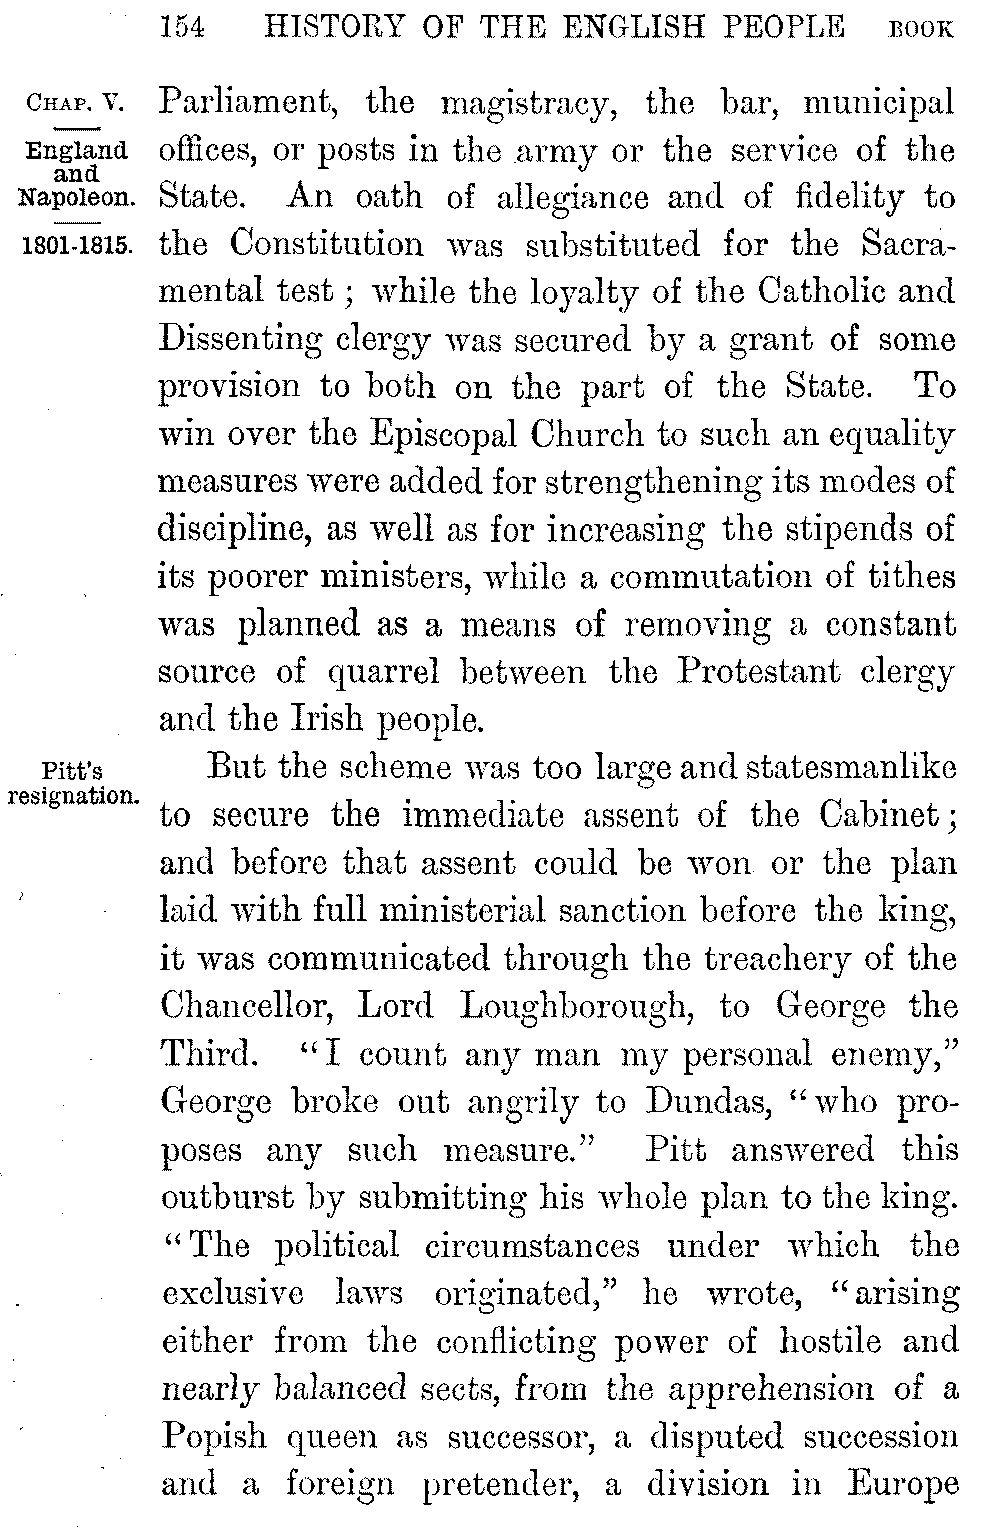 154 HISTORY OF THE ENGLISH PEOPLE BOOK
CHAP. V.
England
and
Napoleon.
1801-1815.
Parliament, the magistracy, the bar, municipal
offices, or posts in the army or the service of the
State. An oath of allegiance and of fidelity to
the Constitution was substituted for the Sacra-
mental test ; while the loyalty of the Catholic and
Dissenting clergy was secured by a grant of some
provision to both on the part of the State. To
win over the Episcopal Church to such an equality
measures were added for strengthening its modes of
discipline, as well as for increasing the stipends of
its poorer ministers, while a commutation of tithes
was planned as a means of removing a constant
source of quarrel between the Protestant clergy
and the Irish people.
Pitt's
resignation.
But the scheme was too large and statesmanlike
to secure the immediate assent of the Cabinet ;
and before that assent could be won or the plan
laid with full ministerial sanction before the king,
it was communicated through the treachery of the
Chancellor, Lord Loughborough, to George the
Third. "I count any man my personal enemy,"
George broke out angrily to Dundas, "who pro-
poses any such measure." Pitt answered this
outburst by submitting his whole plan to the king.
"The political circumstances under which the
exclusive laws originated," he wrote, "arising
either from the conflicting power of hostile and
nearly balanced sects, from the apprehension of a
Popish queen as successor, a disputed succession
and a foreign pretender, a division in Europe